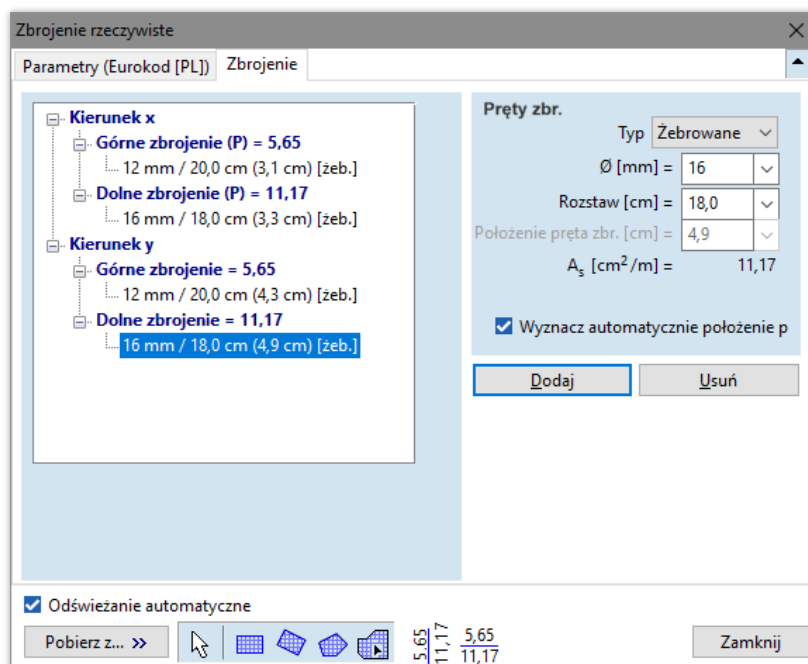 Zbrojenie rzeczywiste
Parametry (Eurokod [PL])
Zbrojenie
Kierunek x
Górne zbrojenie (P) = 5,65
12 mm / 20,0 cm (3,1 cm) [żeb.]
Dolne zbrojenie (P) = 11,17
16 mm / 18,0 cm (3,3 cm) [żeb.]
Kierunek y
Górne zbrojenie = 5,65
12 mm / 20,0 cm (4,3 cm) [żeb.]
Dolne zbrojenie = 11,17
16 mm / 18,0 cm (4,9 cm) [żeb.]
Pręty zbr.
Typ Żebrowane
Ø [mm] = 16
Rozstaw [cm] = 18,0
Położenie pręta zbr. [cm] = 4,9
As [cm2/m] = 11,17
Wyznacz automatycznie położenie p
Dodaj
Usuń
Odświeżanie automatyczne
Pobierz z... »
5,65
11,17
5,65
11,17
Zamknij